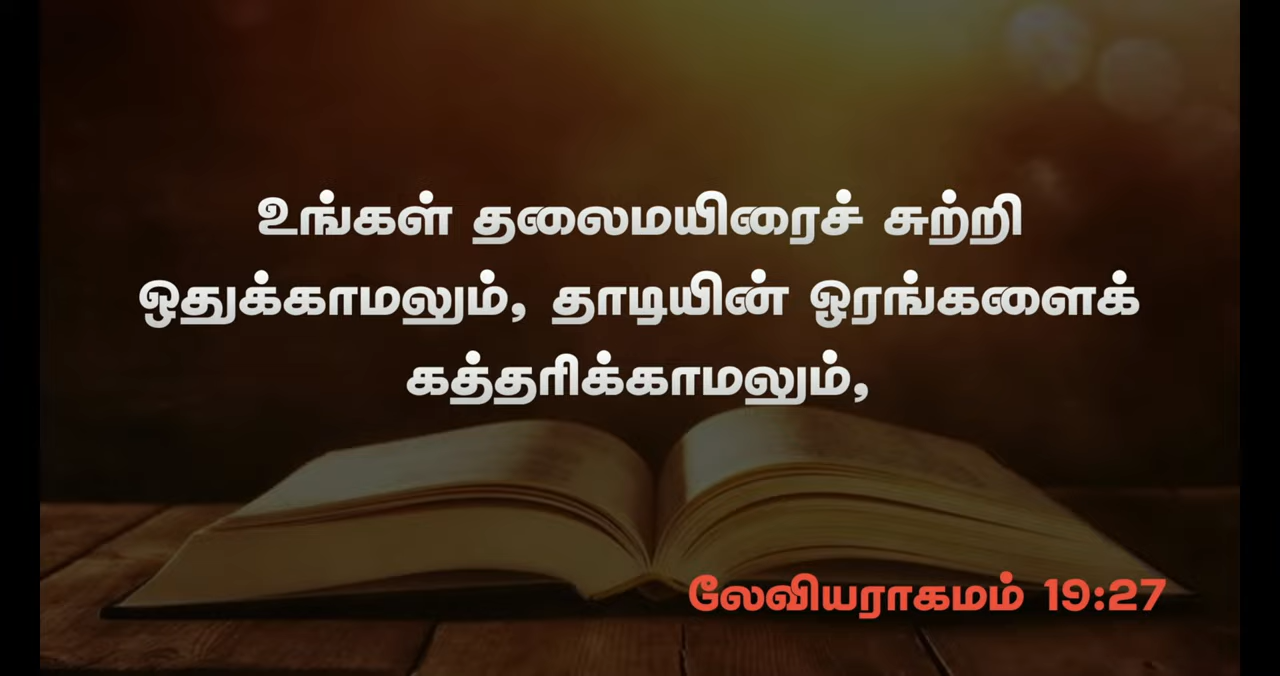 உங்கள் தலைமயிரைச் சுற்றி
ஒதுக்காமலும், தாடியின் ஓரங்களைக்
கத்தரிக்காமலும்,
லேவியராகமம் 19:27